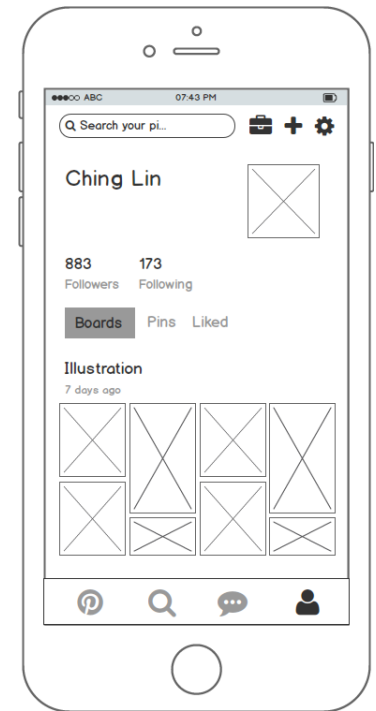 ABC 07:43 PM
Search your pi...
Ching Lin
883 173
Followers Following
Boards Pins Liked
Illustration
7 days ago